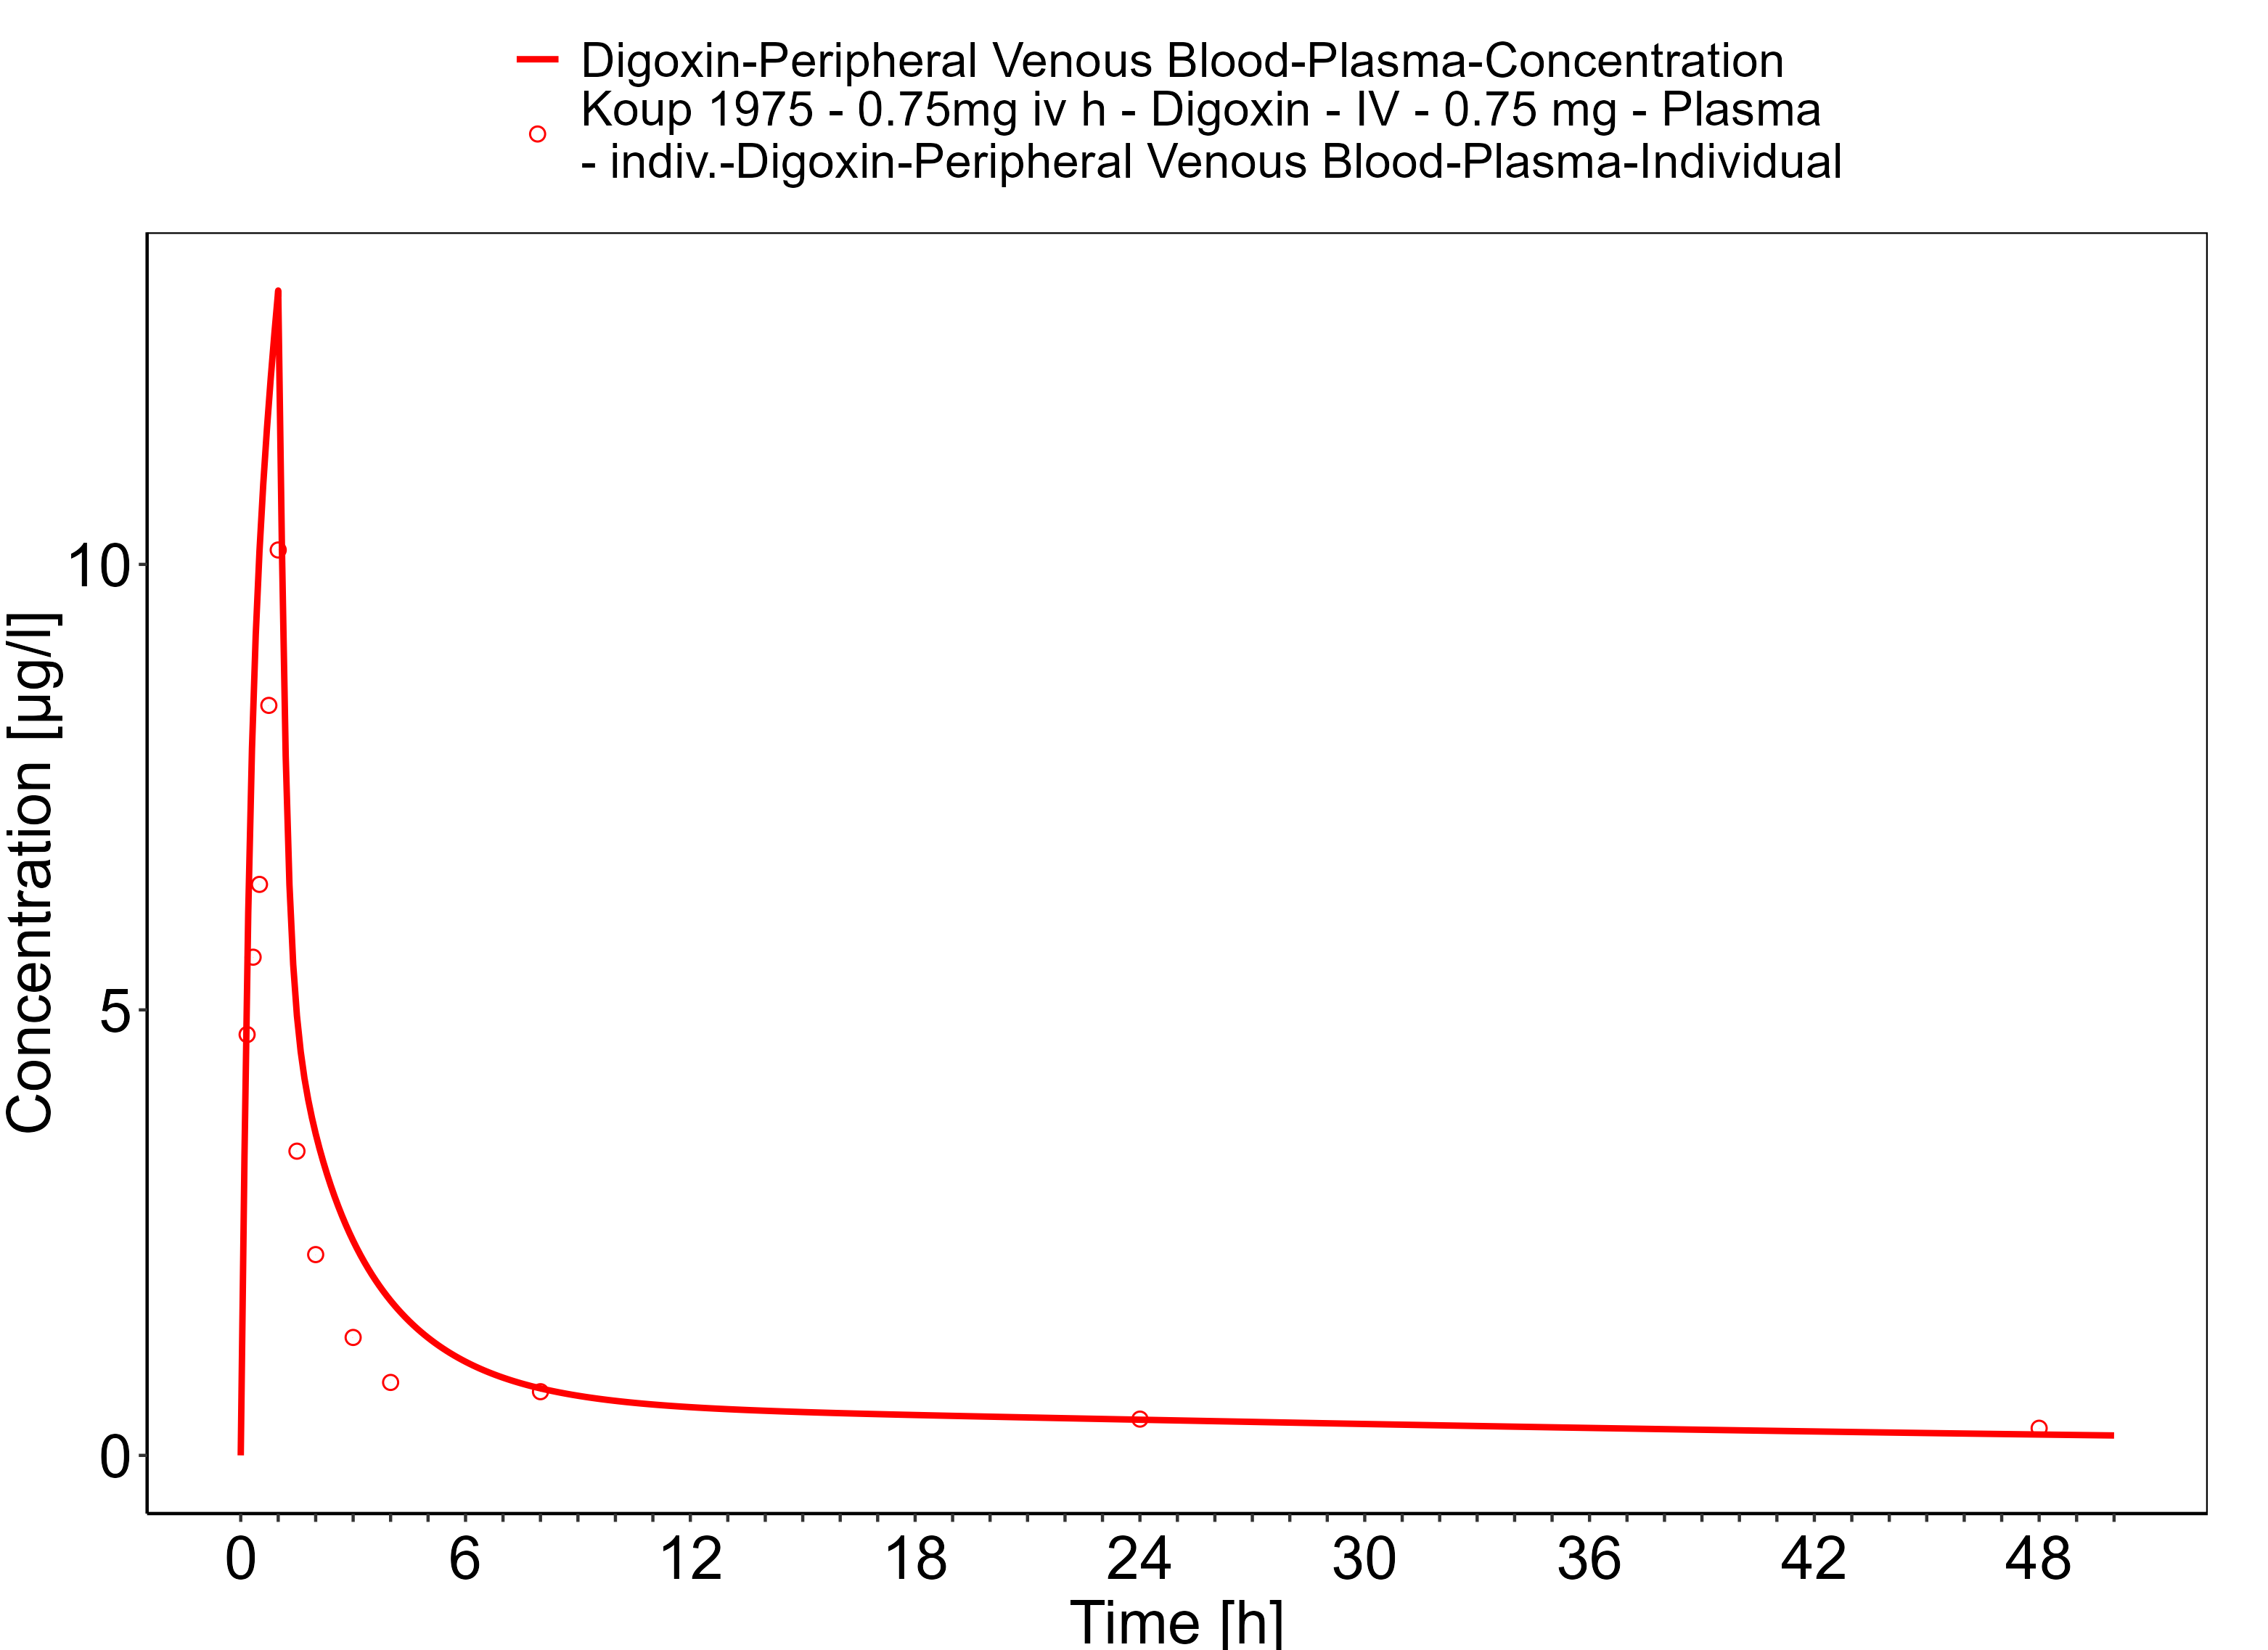 Digoxin-Peripheral Venous Blood-Plasma-Concentration
Koup 1975 - 0.75mg iv h - Digoxin - IV - 0.75 mg - Plasma
- indiv.-Digoxin-Peripheral Venous Blood-Plasma-Individual
Concentration [µg/l]
10
5
0
0 6 12 18 24 30 36 42 48
Time [h]